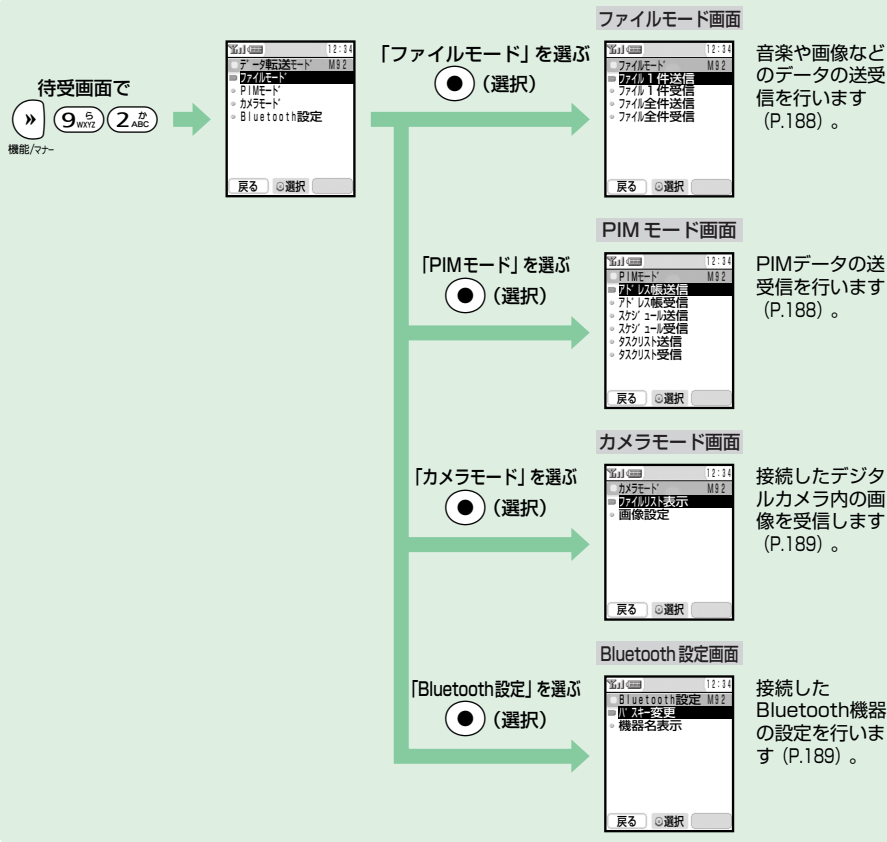 待受画面で
9 ら WXYZ 2 か ABC
機能/マナー
12:34
データ転送モード M92
ファイルモード
PIMモード
カメラモード
Bluetooth設定
戻る 選択
「ファイルモード」を選ぶ
(選択)
ファイルモード画面
12:34
ファイルモード M92
ファイル1件送信
ファイル1件受信
ファイル全件送信
ファイル全件受信
戻る 選択
音楽や画像など
のデータの送受
信を行います
(P.188)。
「PIMモード」を選ぶ
(選択)
PIM モード画面
12:34
PIMモード M92
アドレス帳送信
アドレス帳受信
スケジュール送信
スケジュール受信
タスクリスト送信
タスクリスト受信
戻る 選択
PIMデータの送
受信を行います
(P.188)。
「カメラモード」を選ぶ
(選択)
カメラモード画面
12:34
カメラモード M92
ファイルリスト表示
画像設定
戻る 選択
接続したデジタ
ルカメラ内の画
像を受信します
(P.189)。
「Bluetooth設定」を選ぶ
(選択)
Bluetooth 設定画面
12:34
Bluetooth設定 M92
パスキー変更
機器名表示
戻る 選択
接続した
Bluetooth機器
の設定を行いま
す(P.189)。